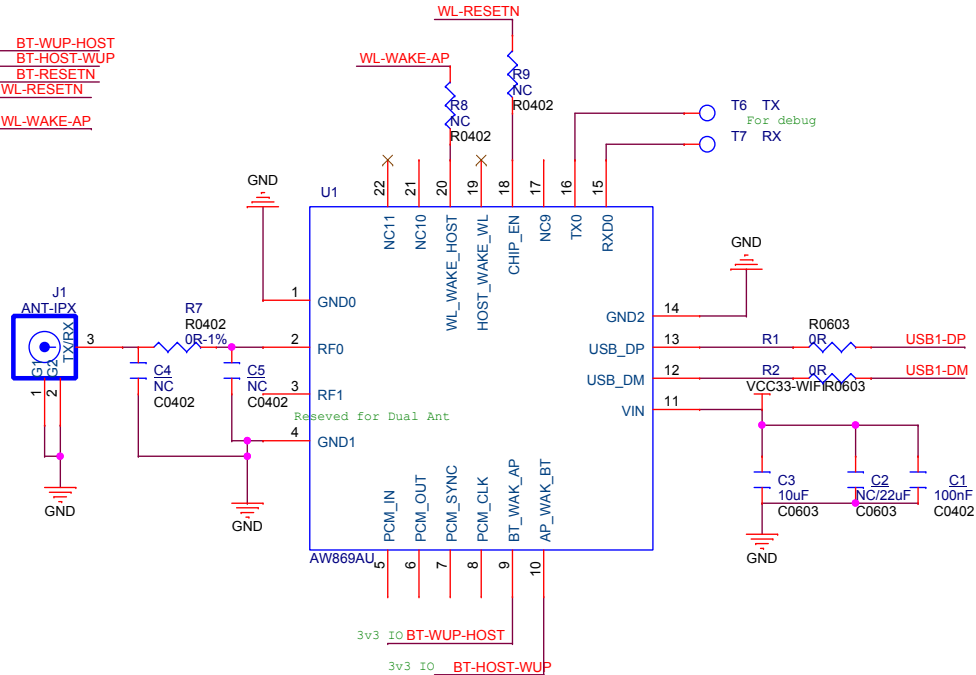 WL-RESETN
BT-WUP-HOST
BT-HOST-WUP
BT-RESETN
WL-RESETN
WL-WAKE-AP
WL-WAKE-AP
R9
NC
R0402
R8
NC
R0402
T6 TX
For debug
T7 RX
GND
U1
22
21
20
19
18
17
16
15
NC11
NC10
WL_WAKE_HOST
HOST_WAKE_WL
CHIP_EN
NC9
TX0
RXD0
GND
J1
ANT-IPX
TX/RX
G1
G2
3
1
2
GND
R7
R0402
0R-1%
C4
NC
C0402
C5
NC
C0402
GND
1 GND0
2 RF0
3 RF1
Reseved for Dual Ant
4 GND1
GND2 14
USB_DP 13
USB_DM 12
VIN 11
R1
R0603
0R
USB1-DP
R2
0R
R0603
USB1-DM
VCC33-WIFI
C3
10uF
C0603
C2
NC/22uF
C0603
C1
100nF
C0402
GND
PCM_IN
PCM_OUT
PCM_SYNC
PCM_CLK
BT_WAK_AP
AP_WAK_BT
AW869AU
5
6
7
8
9
10
3v3 IO BT-WUP-HOST
3v3 IO BT-HOST-WUP